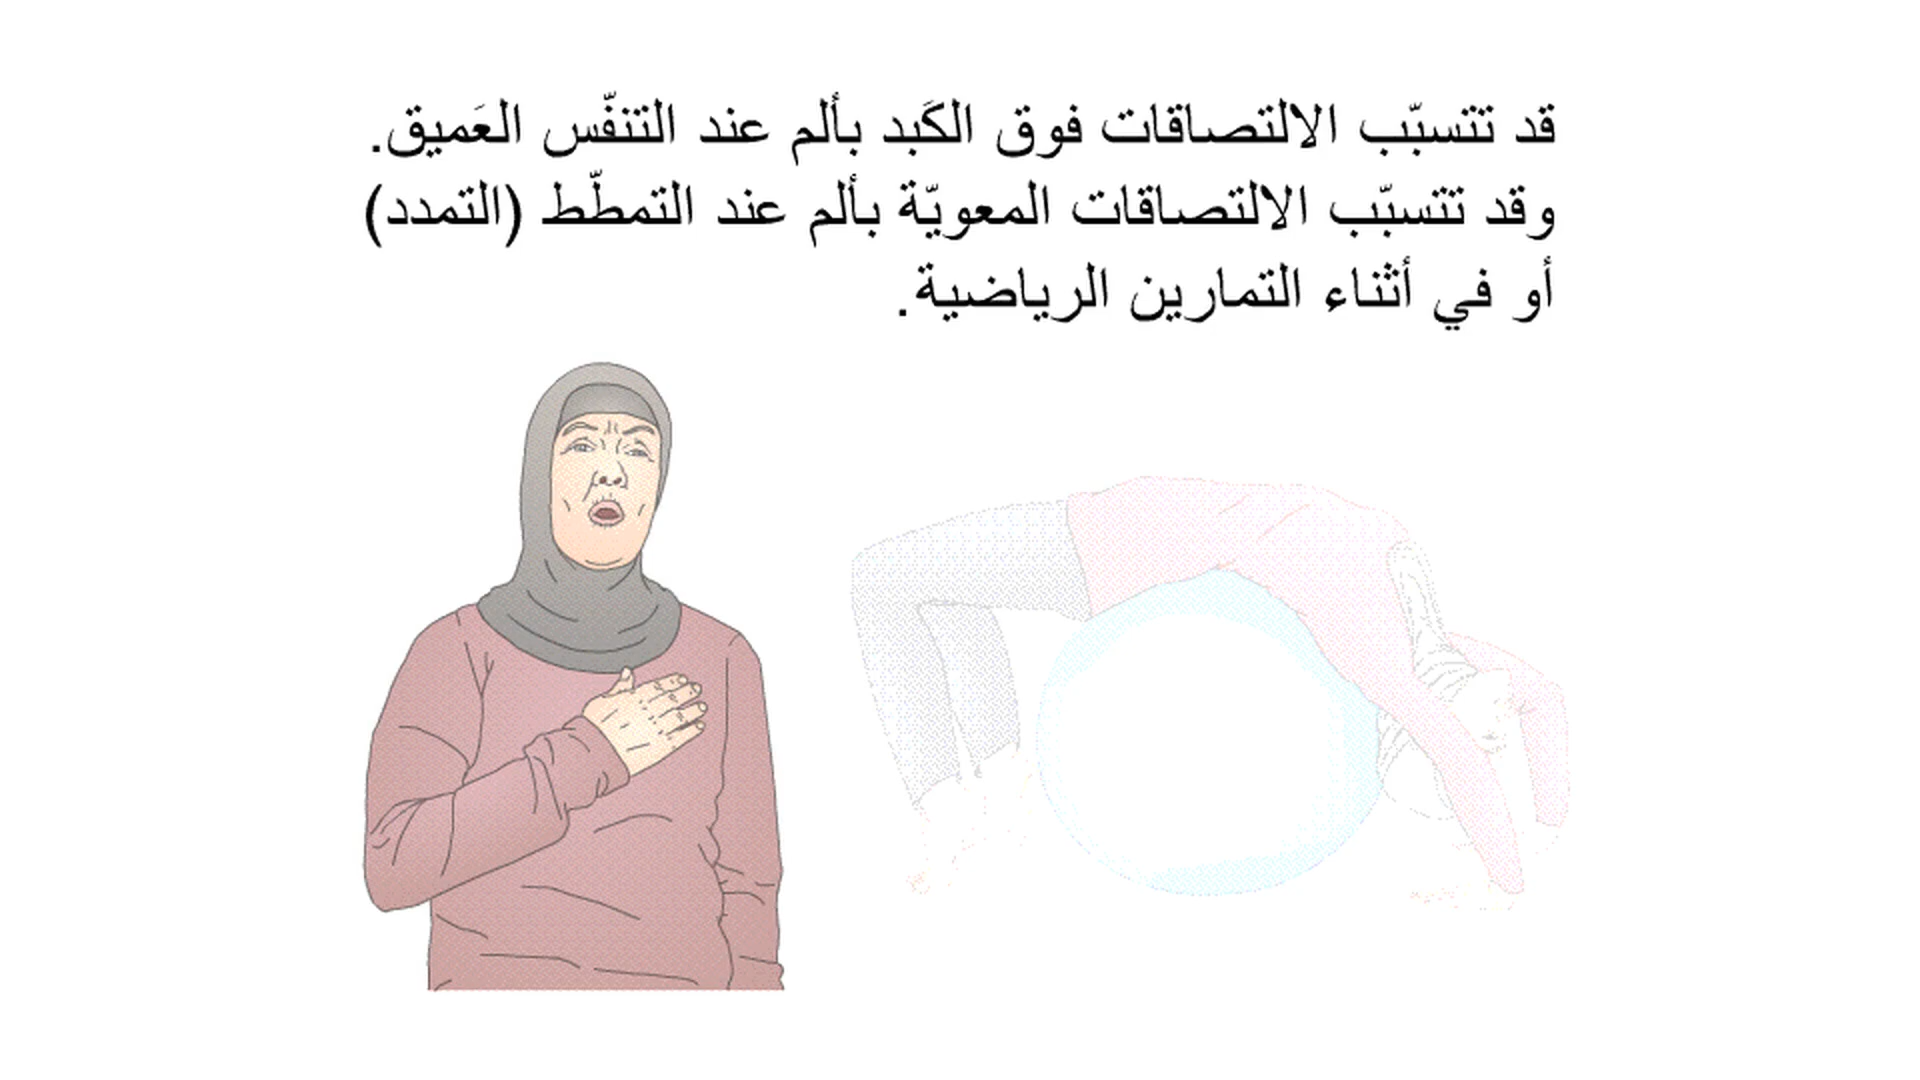 قد تتسبّب الالتصاقات فوق الكَبد بألم عند التنفّس العَميق.
وقد تتسبّب الالتصاقات المعويّة بألم عند التمطّط (التمدد)
أو في أثناء التمارين الرياضية.